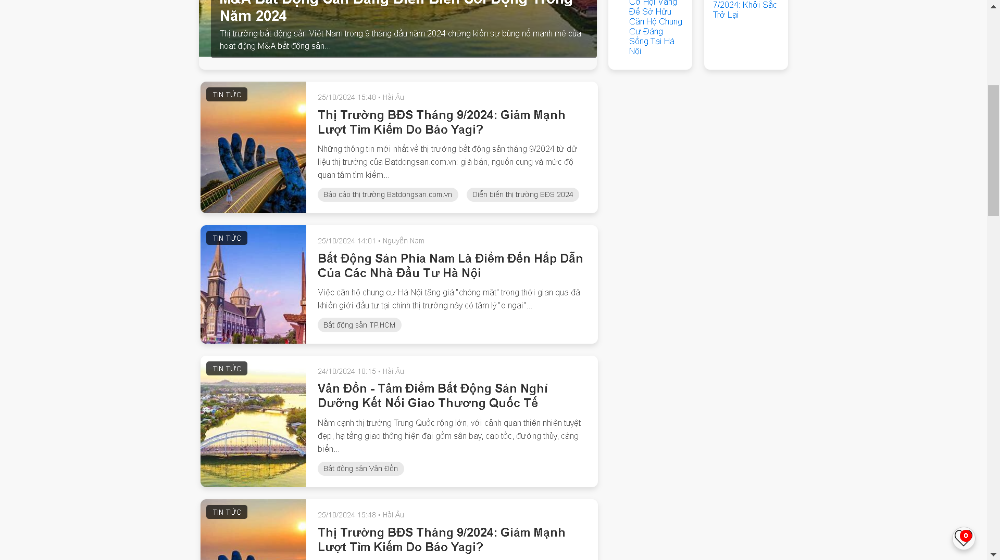 M&A Bất Động Sản Đang Diễn Biến Sôi Động Trong
Năm 2024
Thị trường bất động sản Việt Nam trong 9 tháng đầu năm 2024 chứng kiến sự bùng nổ mạnh mẽ của
hoạt động M&A bất động sản...
Cơ Hội Vàng
Để Sở Hữu
Căn Hộ Chung
Cư Đáng
Sống Tại Hà
Nội
7/2024: Khởi Sắc
Trở Lại
TIN TỨC
25/10/2024 15:48 • Hải Âu
Thị Trường BĐS Tháng 9/2024: Giảm Mạnh
Lượt Tìm Kiếm Do Báo Yagi?
Những thông tin mới nhất về thị trường bất động sản tháng 9/2024 từ dữ
liệu thị trường của Batdongsan.com.vn: giá bán, nguồn cung và mức độ
quan tâm tìm kiếm...
Báo cáo thị trường Batdongsan.com.vn
Diễn biến thị trường BĐS 2024
TIN TỨC
25/10/2024 14:01 • Nguyễn Nam
Bất Động Sản Phía Nam Là Điểm Đến Hấp Dẫn
Của Các Nhà Đầu Tư Hà Nội
Việc căn hộ chung cư Hà Nội tăng giá “chóng mặt” trong thời gian qua đã
khiến giới đầu tư tại chính thị trường này có tâm lý “e ngại”...
Bất động sản TP.HCM
TIN TỨC
24/10/2024 10:15 • Hải Âu
Vân Đồn - Tâm Điểm Bất Động Sản Nghỉ
Dưỡng Kết Nối Giao Thương Quốc Tế
Nằm cạnh thị trường Trung Quốc rộng lớn, với cảnh quan thiên nhiên tuyệt
đẹp, hạ tầng giao thông hiện đại gồm sân bay, cao tốc, đường thủy, càng
biển...
Bất động sản Vân Đồn
TIN TỨC
25/10/2024 15:48 • Hải Âu
Thị Trường BĐS Tháng 9/2024: Giảm Mạnh
Lượt Tìm Kiếm Do Báo Yagi?
0